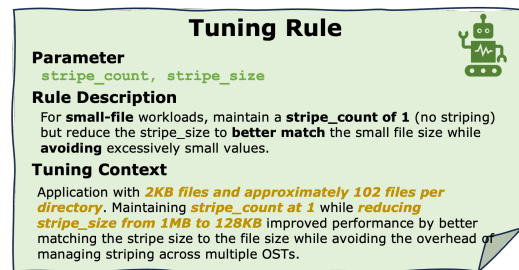 Tuning Rule
Parameter
stripe_count, stripe_size
Rule Description
For small-file workloads, maintain a stripe_count of 1 (no striping)
but reduce the stripe_size to better match the small file size while
avoiding excessively small values.
Tuning Context
Application with 2KB files and approximately 102 files per
directory. Maintaining stripe_count at 1 while reducing
stripe_size from 1MB to 128KB improved performance by better
matching the stripe size to the file size while avoiding the overhead of
managing striping across multiple OSTs.